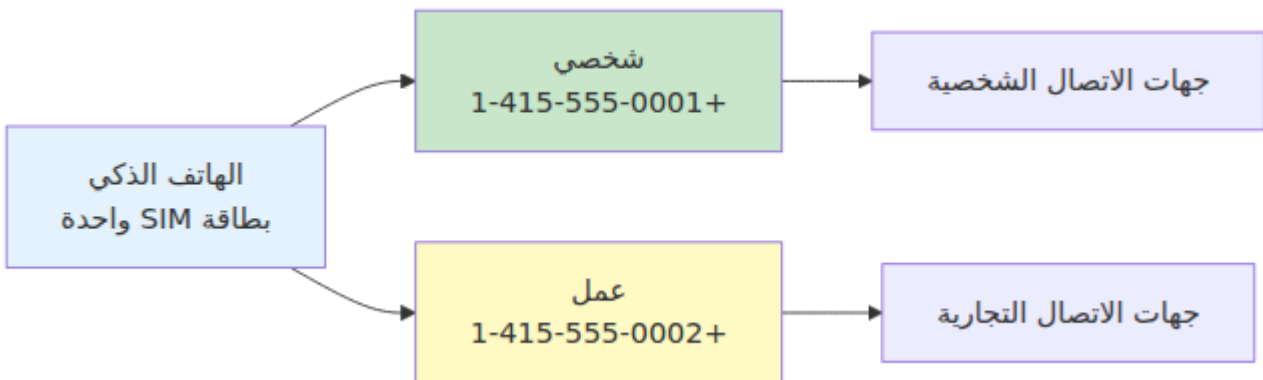 الهاتف الذكي
بطاقة SIM واحدة
شخصي
1-415-555-0001+
جهات الاتصال الشخصية
عمل
1-415-555-0002+
جهات الاتصال التجارية